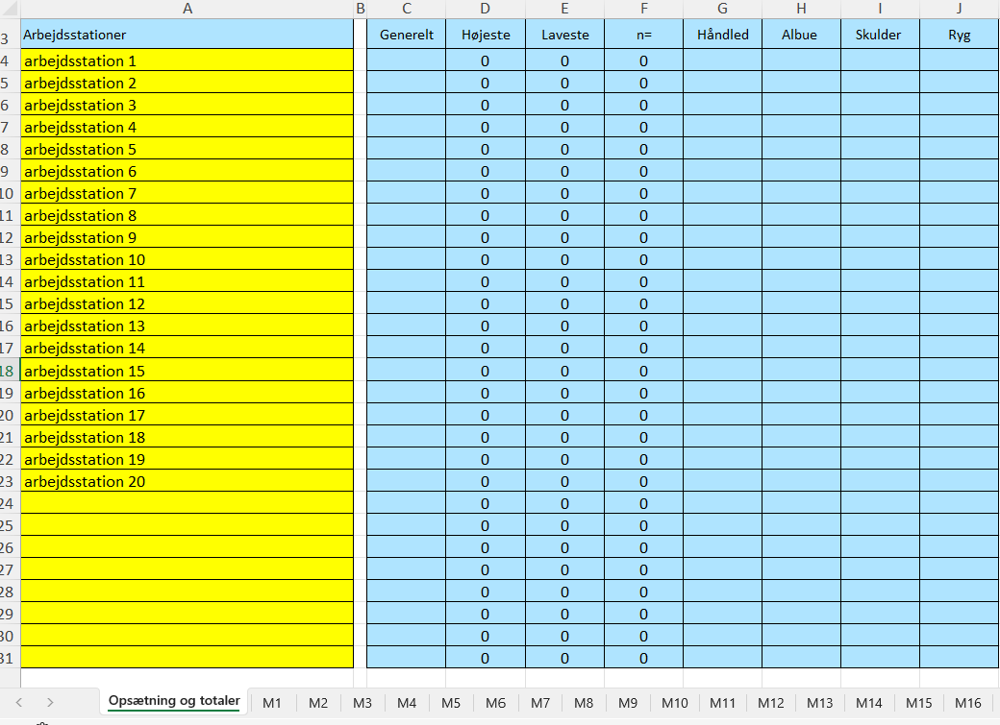 A B C D E F G H I J
3 Arbejdsstationer Generelt Højeste Laveste n= Håndled Albue Skulder Ryg
4 arbejdsstation 1 0 0 0
5 arbejdsstation 2 0 0 0
6 arbejdsstation 3 0 0 0
7 arbejdsstation 4 0 0 0
8 arbejdsstation 5 0 0 0
9 arbejdsstation 6 0 0 0
10 arbejdsstation 7 0 0 0
11 arbejdsstation 8 0 0 0
12 arbejdsstation 9 0 0 0
13 arbejdsstation 10 0 0 0
14 arbejdsstation 11 0 0 0
15 arbejdsstation 12 0 0 0
16 arbejdsstation 13 0 0 0
17 arbejdsstation 14 0 0 0
18 arbejdsstation 15 0 0 0
19 arbejdsstation 16 0 0 0
20 arbejdsstation 17 0 0 0
21 arbejdsstation 18 0 0 0
22 arbejdsstation 19 0 0 0
23 arbejdsstation 20 0 0 0
24 0 0 0
25 0 0 0
26 0 0 0
27 0 0 0
28 0 0 0
29 0 0 0
30 0 0 0
31 0 0 0
Opsætning og totaler M1 M2 M3 M4 M5 M6 M7 M8 M9 M10 M11 M12 M13 M14 M15 M16